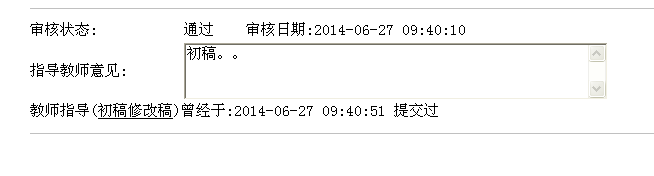 审核状态: 通过 审核日期:2014-06-27 09:40:10
初稿。。
指导教师意见:
教师指导(初稿修改稿)曾经于:2014-06-27 09:40:51 提交过